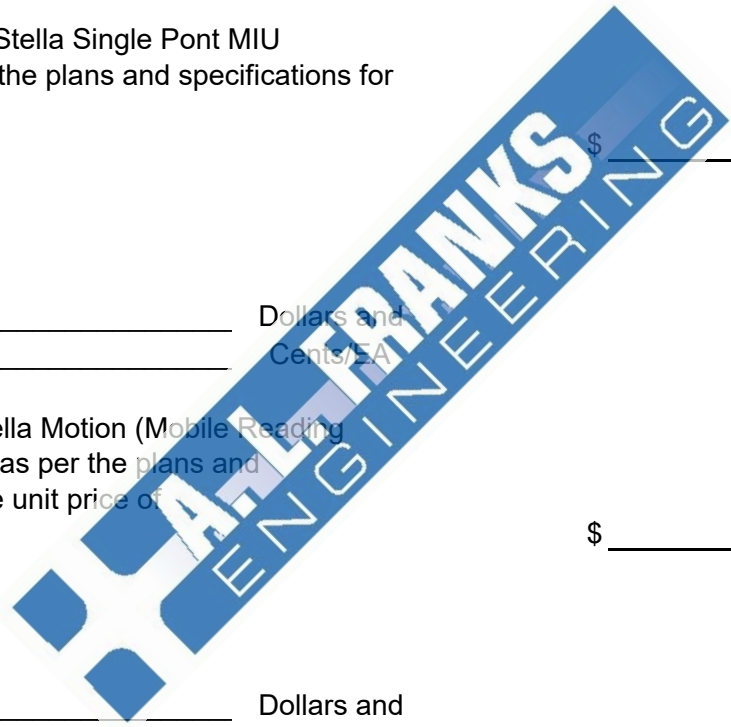 Stella Single Pont MIU
the plans and specifications for
$
Dollars and
Cents/EA
ella Motion (Mobile Reading
as per the plans and
e unit price of
$
Dollars and
A.L. FRANKS
ENGINEERING